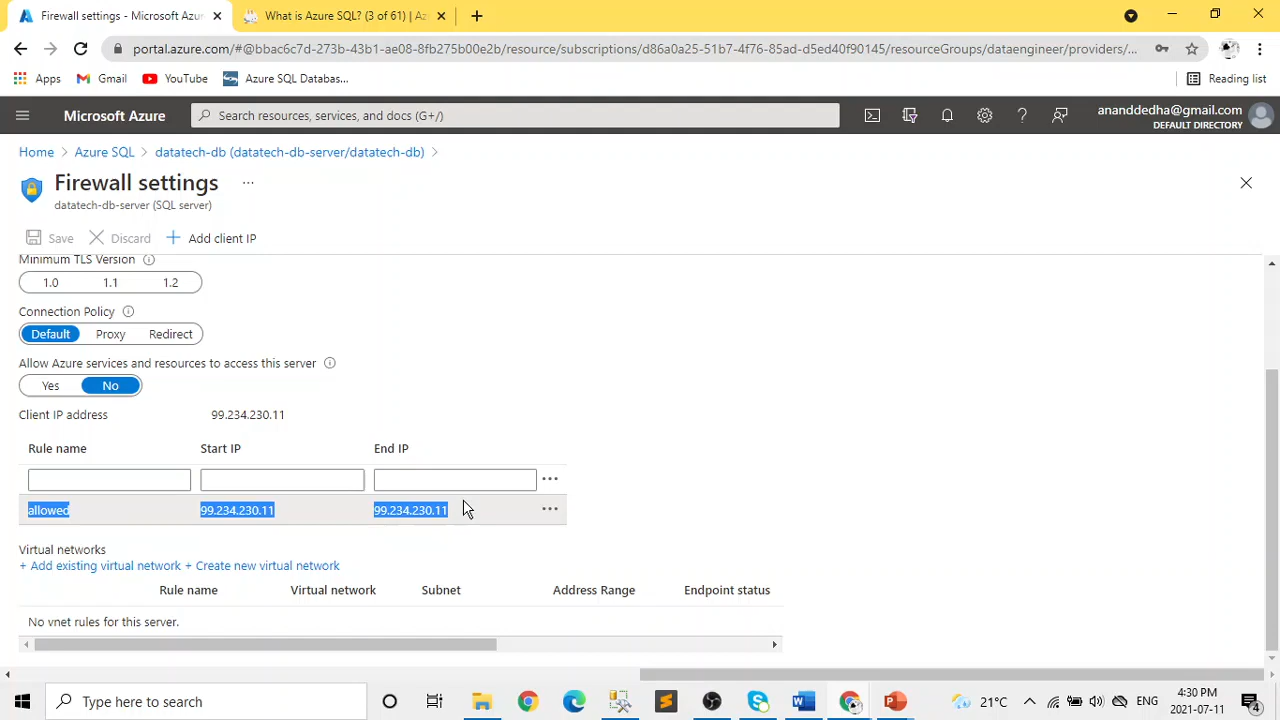 Firewall settings - Microsoft Az
What is Azure SQL? (3 of 61) | Az
portal.azure.com/#@bbac6c7d-273b-43b1-ae08-8fb275b00e2b/resource/subscriptions/d86a0a25-51b7-4f76-85ad-d5ed40f90145/resourceGroups/dataengineer/providers/...
Apps
Gmail
YouTube
Azure SQL Databas...
Reading list
Microsoft Azure
Search resources, services, and docs (G+/)
ananddedha@gmail.com
DEFAULT DIRECTORY
Home > Azure SQL > datatech-db (datatech-db-server/datatech-db) >
Firewall settings ...
datatech-db-server (SQL server)
Save
Discard
+ Add client IP
Minimum TLS Version
1.0 1.1 1.2
Connection Policy
Default Proxy Redirect
Allow Azure services and resources to access this server
Yes No
Client IP address 99.234.230.11
Rule name Start IP End IP
...
allowed 99.234.230.11 99.234.230.11 ...
Virtual networks
+ Add existing virtual network + Create new virtual network
Rule name Virtual network Subnet Address Range Endpoint status
No vnet rules for this server.
Type here to search
21°C
ENG
4:30 PM
2021-07-11
4